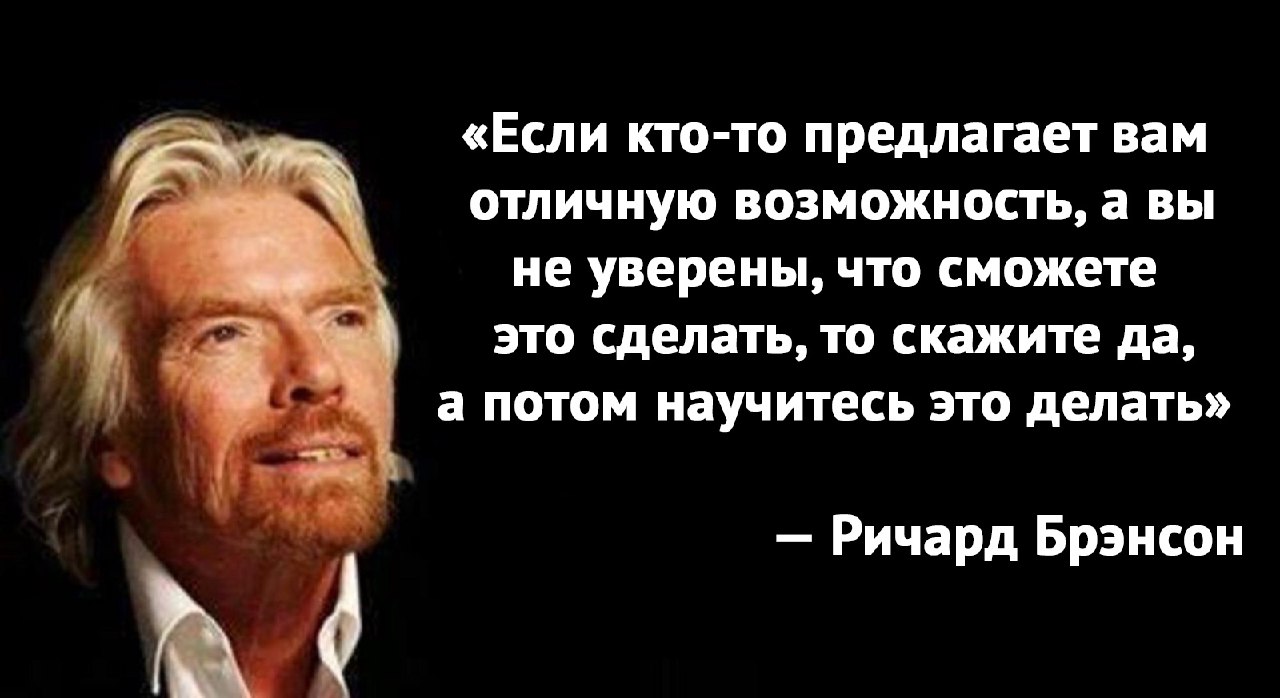 «Если кто-то предлагает вам
отличную возможность, а вы
не уверены, что сможете
это сделать, то скажите да,
а потом научитесь это делать»
— Ричард Брэнсон